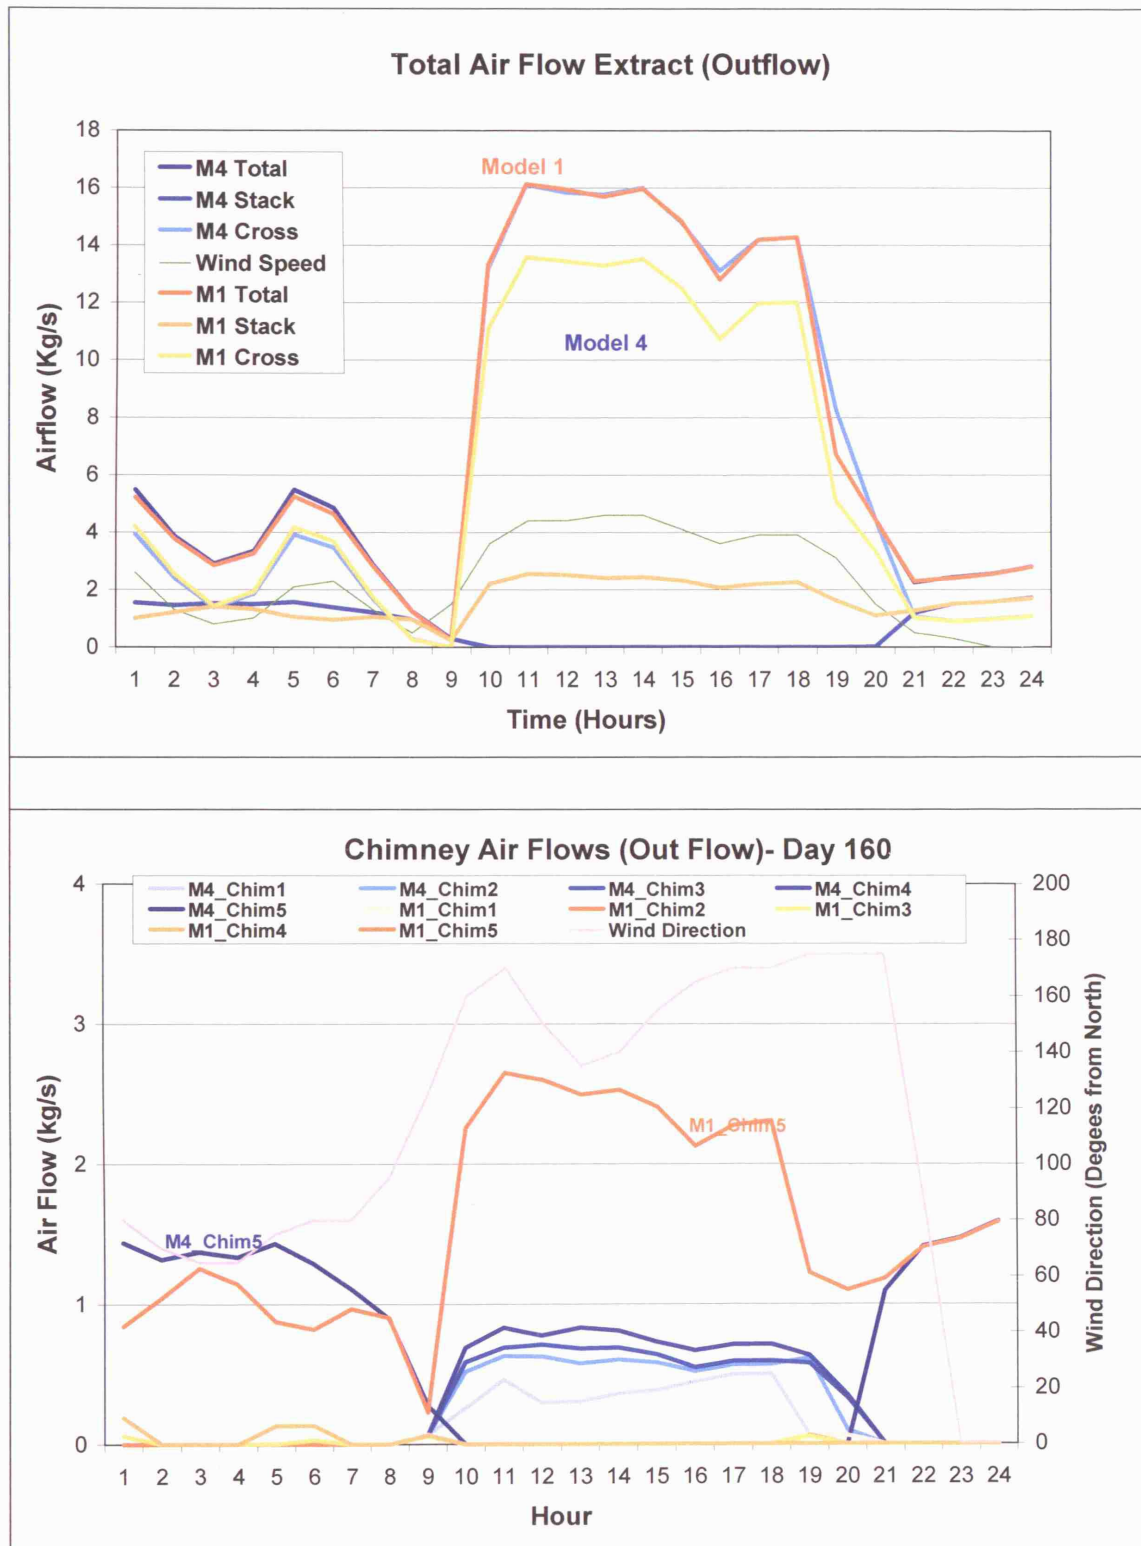 Total Air Flow Extract (Outflow)
18
16
14
12
10
8
6
4
2
0
Airflow (Kg/s)
M4 Total
M4 Stack
M4 Cross
Wind Speed
M1 Total
M1 Stack
M1 Cross
Model 1
Model 4
1 2 3 4 5 6 7 8 9 10 11 12 13 14 15 16 17 18 19 20 21 22 23 24
Time (Hours)
Chimney Air Flows (Out Flow)- Day 160
M4_Chim1 M4_Chim2 M4_Chim3 M4_Chim4
M4_Chim5 M1_Chim1 M1_Chim2 M1_Chim3
M1_Chim4 M1_Chim5 Wind Direction
4
3
2
1
0
Air Flow (kg/s)
M4_Chim5
M1_Chim5
200
180
160
140
120
100
80
60
40
20
0
Wind Direction (Degees from North)
1 2 3 4 5 6 7 8 9 10 11 12 13 14 15 16 17 18 19 20 21 22 23 24
Hour